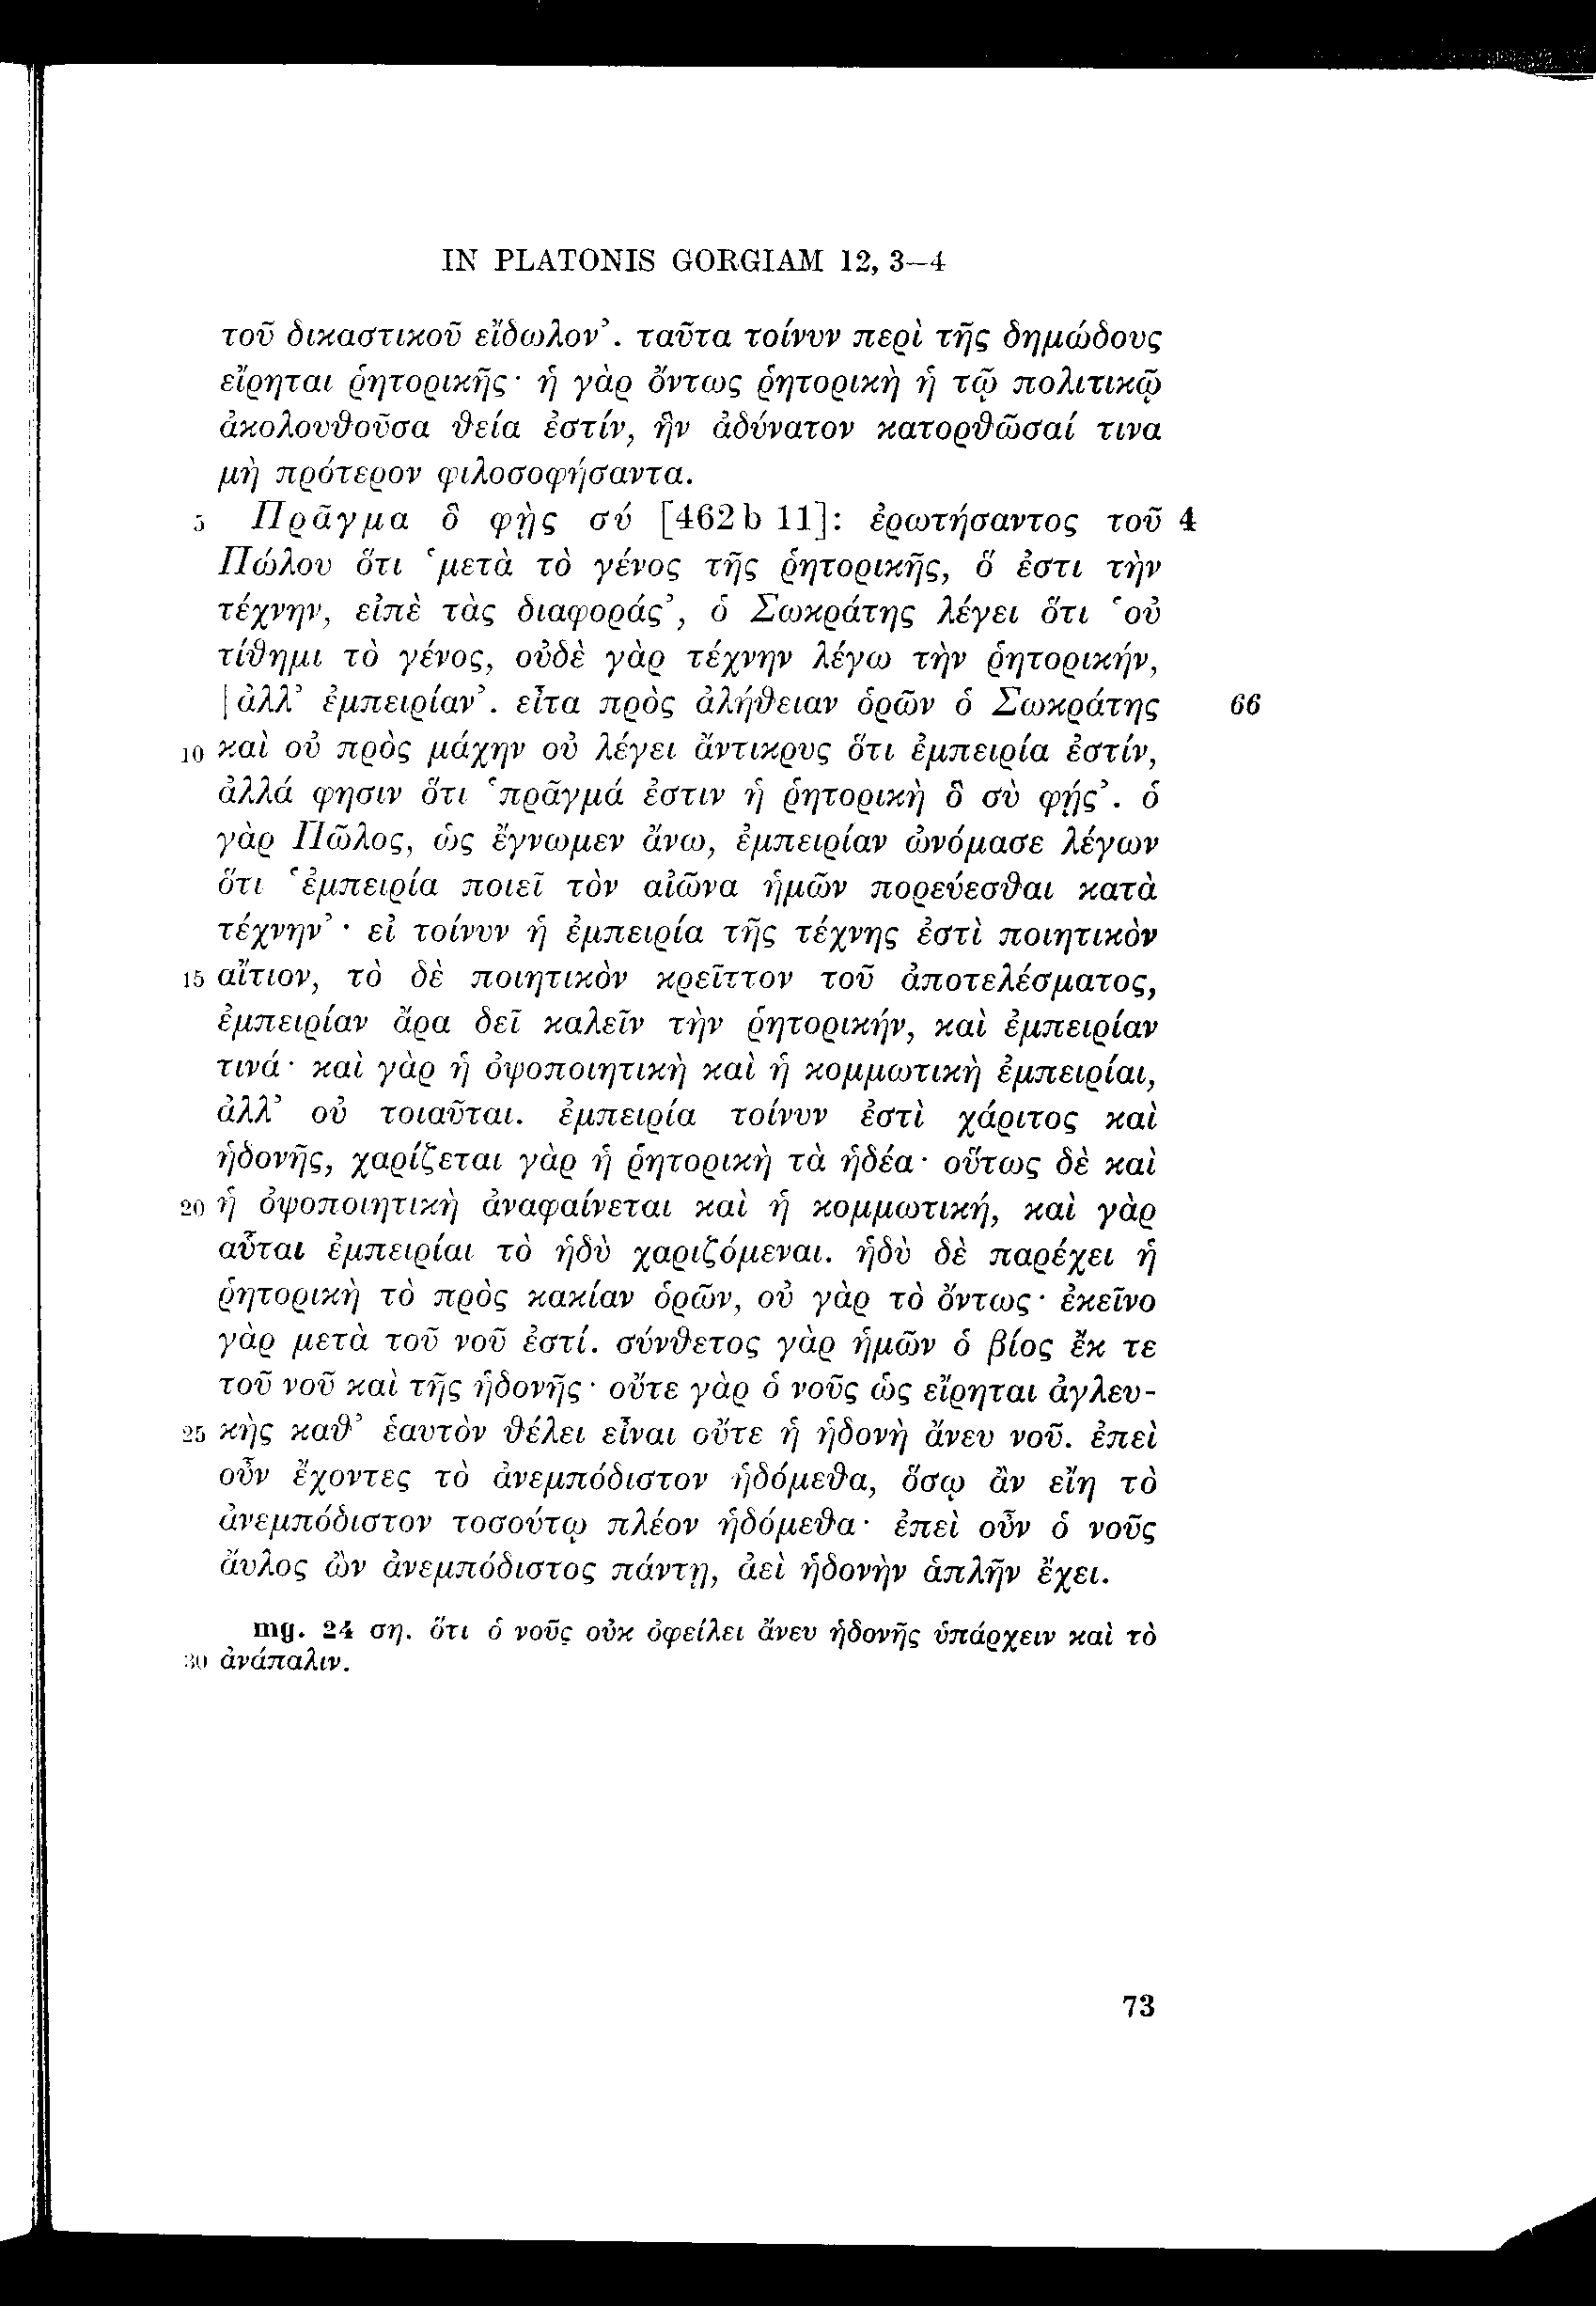 IN PLATONIS GORGIAM 12, 3–4
τοῦ δικαστικοῦ εἴδωλον’. ταῦτα τοίνυν περὶ τῆς δημώδους
εἴρηται ῥητορικῆς· ἡ γὰρ ὄντως ῥητορικὴ ἡ τῷ πολιτικῷ
ἀκολουθοῦσα θεία ἐστίν, ἣν ἀδύνατον κατορθῶσαί τινα
μὴ πρότερον φιλοσοφήσαντα.
5 Πρᾶγμα ὃ φῂς σύ [462b 11]: ἐρωτήσαντος τοῦ 4
Πώλου ὅτι ‘μετὰ τὸ γένος τῆς ῥητορικῆς, ὅ ἐστι τὴν
τέχνην, εἰπὲ τὰς διαφοράς’, ὁ Σωκράτης λέγει ὅτι ‘οὐ
τίθημι τὸ γένος, οὐδὲ γὰρ τέχνην λέγω τὴν ῥητορικήν,
|ἀλλ’ ἐμπειρίαν’. εἶτα πρὸς ἀλήθειαν ὁρῶν ὁ Σωκράτης 66
10 καὶ οὐ πρὸς μάχην οὐ λέγει ἄντικρυς ὅτι ἐμπειρία ἐστίν,
ἀλλά φησιν ὅτι ‘πρᾶγμά ἐστιν ἡ ῥητορικὴ ὃ σὺ φῄς’. ὁ
γὰρ Πῶλος, ὡς ἔγνωμεν ἄνω, ἐμπειρίαν ὠνόμασε λέγων
ὅτι ‘ἐμπειρία ποιεῖ τὸν αἰῶνα ἡμῶν πορεύεσθαι κατὰ
τέχνην’· εἰ τοίνυν ἡ ἐμπειρία τῆς τέχνης ἐστὶ ποιητικὸν
15 αἴτιον, τὸ δὲ ποιητικὸν κρεῖττον τοῦ ἀποτελέσματος,
ἐμπειρίαν ἄρα δεῖ καλεῖν τὴν ῥητορικήν, καὶ ἐμπειρίαν
τινά· καὶ γὰρ ἡ ὀψοποιητικὴ καὶ ἡ κομμωτικὴ ἐμπειρίαι,
ἀλλ’ οὐ τοιαῦται. ἐμπειρία τοίνυν ἐστὶ χάριτος καὶ
ἡδονῆς, χαρίζεται γὰρ ἡ ῥητορικὴ τὰ ἡδέα· οὕτως δὲ καὶ
20 ἡ ὀψοποιητικὴ ἀναφαίνεται καὶ ἡ κομμωτική, καὶ γὰρ
αὗται ἐμπειρίαι τὸ ἡδὺ χαριζόμεναι. ἡδὺ δὲ παρέχει ἡ
ῥητορικὴ τὸ πρὸς κακίαν ὁρῶν, οὐ γὰρ τὸ ὄντως· ἐκεῖνο
γὰρ μετὰ τοῦ νοῦ ἐστί. σύνθετος γὰρ ἡμῶν ὁ βίος ἔκ τε
τοῦ νοῦ καὶ τῆς ἡδονῆς· οὔτε γὰρ ὁ νοῦς ὡς εἴρηται ἀγλευ-
25 κὴς καθ’ ἑαυτὸν θέλει εἶναι οὔτε ἡ ἡδονὴ ἄνευ νοῦ. ἐπεὶ
οὖν ἔχοντες τὸ ἀνεμπόδιστον ἡδόμεθα, ὅσῳ ἂν εἴη τὸ
ἀνεμπόδιστον τοσούτῳ πλέον ἡδόμεθα· ἐπεὶ οὖν ὁ νοῦς
ἄυλος ὢν ἀνεμπόδιστος πάντῃ, ἀεὶ ἡδονὴν ἁπλῆν ἔχει.
mg. 24 ση. ὅτι ὁ νοῦς οὐκ ὀφείλει ἄνευ ἡδονῆς ὑπάρχειν καὶ τὸ
30 ἀνάπαλιν.
73